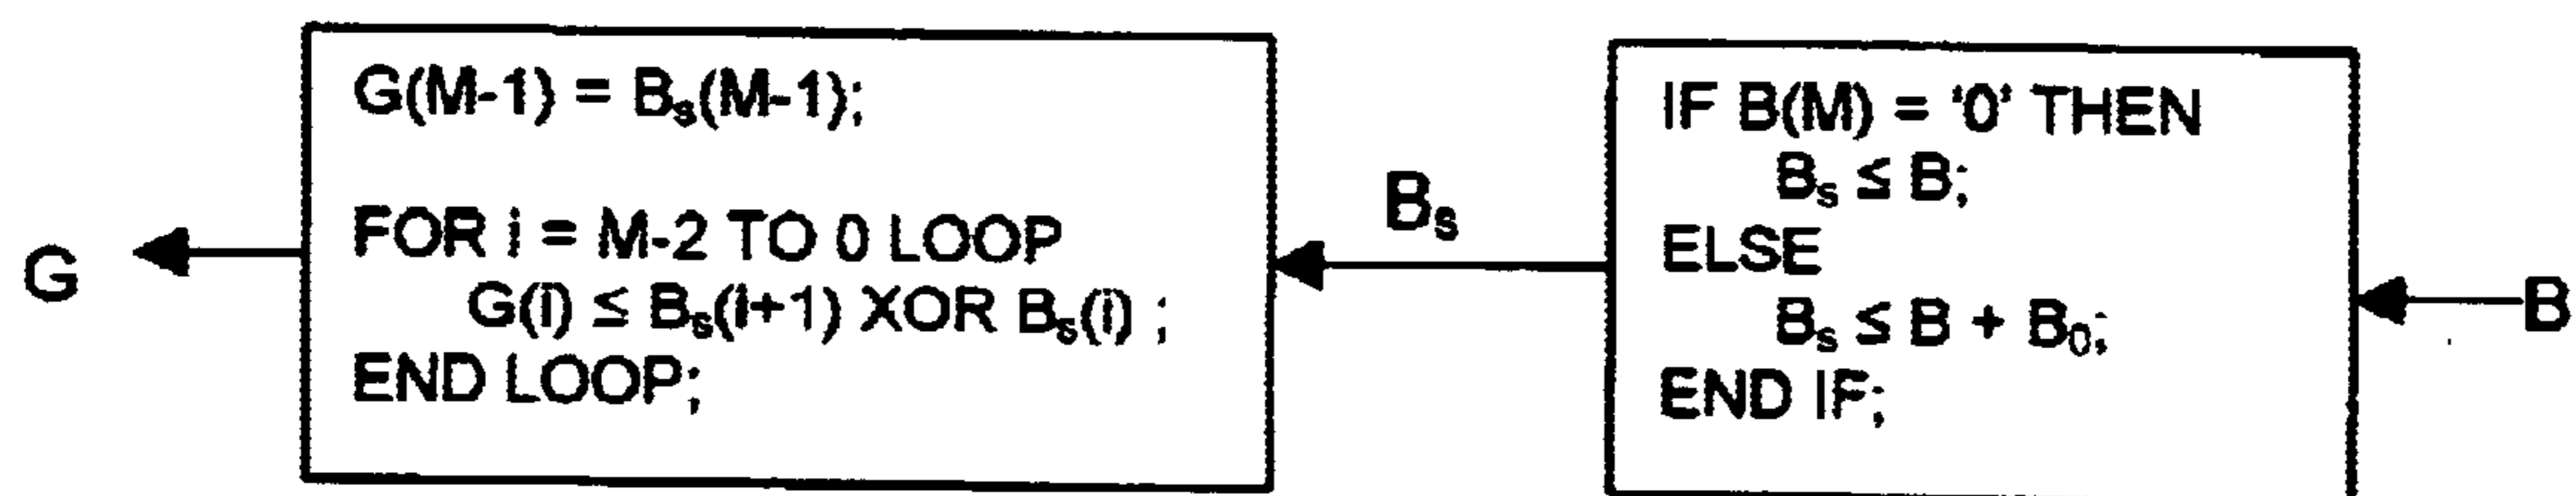 G(M-1) = Bₛ(M-1);
FOR i = M-2 TO 0 LOOP
G(i) ≤ Bₛ(i+1) XOR Bₛ(i) ;
END LOOP;
G
Bₛ
IF B(M) = '0' THEN
Bₛ ≤ B;
ELSE
Bₛ ≤ B + B₀;
END IF;
B